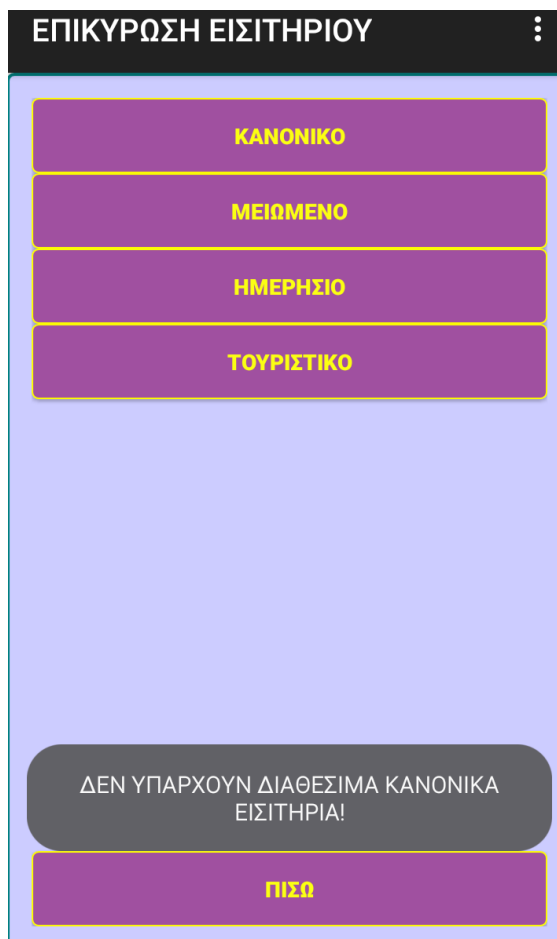 ΕΠΙΚΥΡΩΣΗ ΕΙΣΙΤΗΡΙΟΥ
ΚΑΝΟΝΙΚΟ
ΜΕΙΩΜΕΝΟ
ΗΜΕΡΗΣΙΟ
ΤΟΥΡΙΣΤΙΚΟ
ΔΕΝ ΥΠΑΡΧΟΥΝ ΔΙΑΘΕΣΙΜΑ ΚΑΝΟΝΙΚΑ
ΕΙΣΙΤΗΡΙΑ!
ΠΙΣΩ